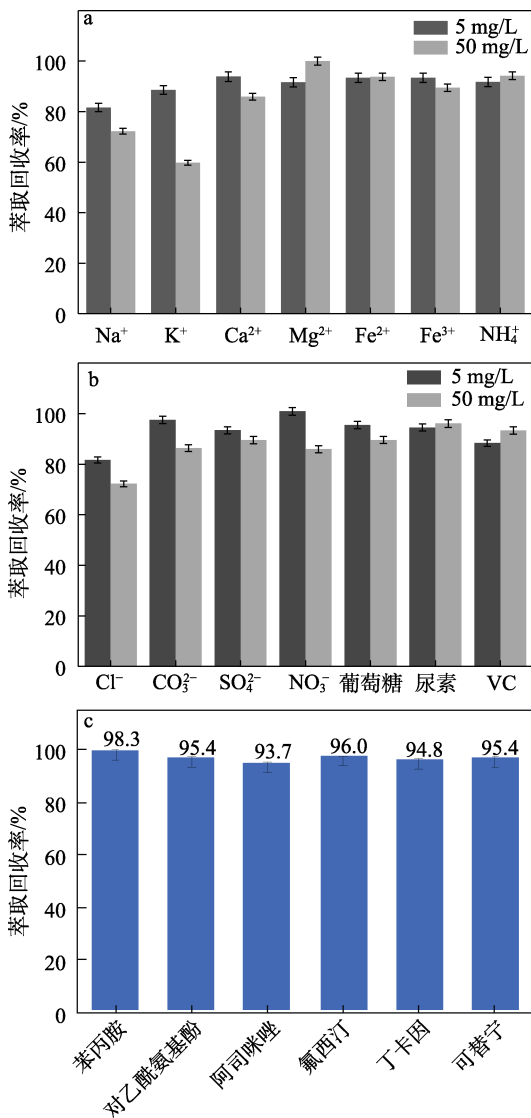 a
5 mg/L
50 mg/L
100
80
60
40
20
0
萃取回收率/%
Na⁺ K⁺ Ca²⁺ Mg²⁺ Fe²⁺ Fe³⁺ NH₄⁺
b
5 mg/L
50 mg/L
100
80
60
40
20
0
萃取回收率/%
Cl⁻ CO₃²⁻ SO₄²⁻ NO₃⁻ 葡萄糖 尿素 VC
c
98.3 95.4 93.7 96.0 94.8 95.4
100
80
60
40
20
0
萃取回收率/%
苯丙胺 对乙酰氨基酚 阿司咪唑 氟西汀 丁卡因 可替宁